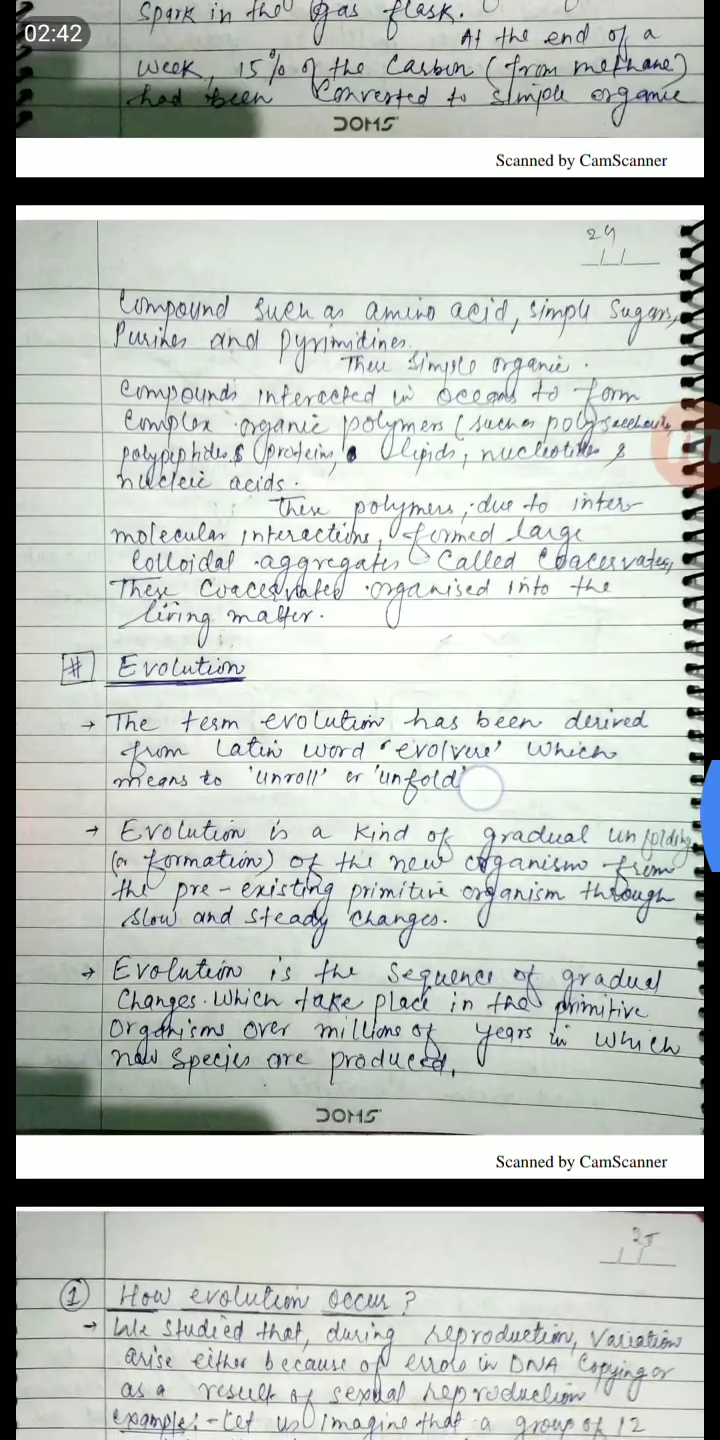 Spark in the gas flask.
02:42
At the end of a
week, 15% of the Carbon (from methane)
had been Converted to simple organic
DOMS
Scanned by CamScanner
24
Compound such as amino acid, simple sugars,
Purines and pyrimidines.
These simple organic.
Compounds interacted in oceans to form
Complex organic polymers (such as polysaccharide,
polypeptides & proteins, lipids, nucleotides &
nucleic acids.
These polymers, due to inter-
molecular interactions, formed large
Colloidal aggregates called Coacervates,
These Coacervates organised into the
living matter.
# Evolution
→ The term evolution has been derived
from Latin word 'evolvere' which
means to 'unroll' or 'unfold'
→ Evolution is a kind of gradual unfolding
(or formation) of the new organism from
the pre-existing primitive organism through
slow and steady changes.
→ Evolution is the sequence of gradual
Changes which take place in the primitive
Organisms over millions of years in which
new species are produced.
DOMS
Scanned by CamScanner
25
① How evolution occur?
→ We studied that, during reproduction, Variation
arise either because of errors in DNA Copying or
as a result of sexual reproduction
example:- Let us imagine that a group of 12